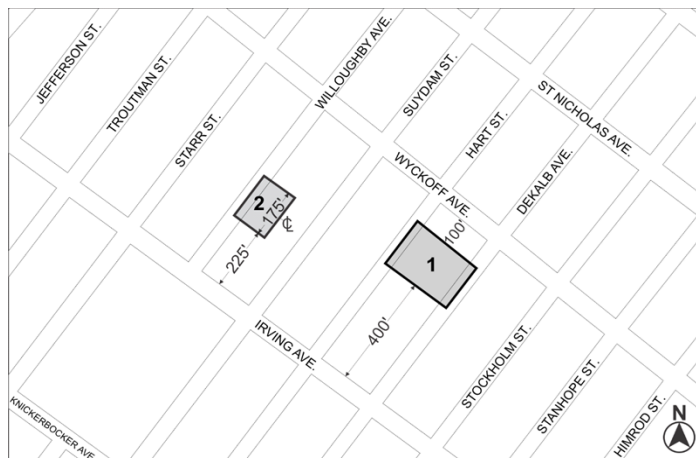 JEFFERSON ST.
TROUTMAN ST.
STARR ST.
WILLOUGHBY AVE.
SUYDAM ST.
HART ST.
ST NICHOLAS AVE.
DEKALB AVE.
WYCKOFF AVE.
2
175'
℄
225'
100'
1
400'
IRVING AVE.
STOCKHOLM ST.
STANHOPE ST.
HIMROD ST.
KNICKERBOCKER AVE.
N